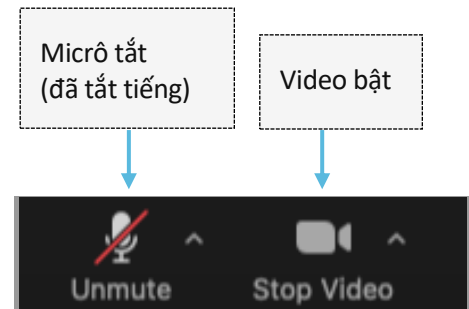 Micrô tắt
(đã tắt tiếng)
Video bật
Unmute
Stop Video